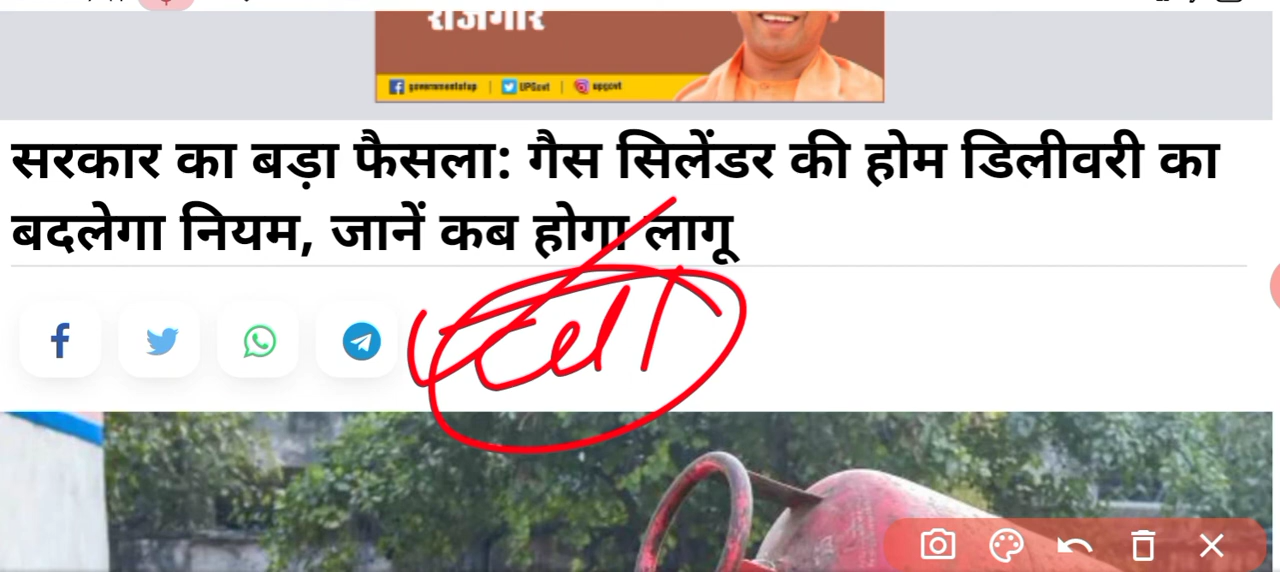 रोजगार
governmentofup | UPGovt | upgovt
सरकार का बड़ा फैसला: गैस सिलेंडर की होम डिलीवरी का
बदलेगा नियम, जानें कब होगा लागू